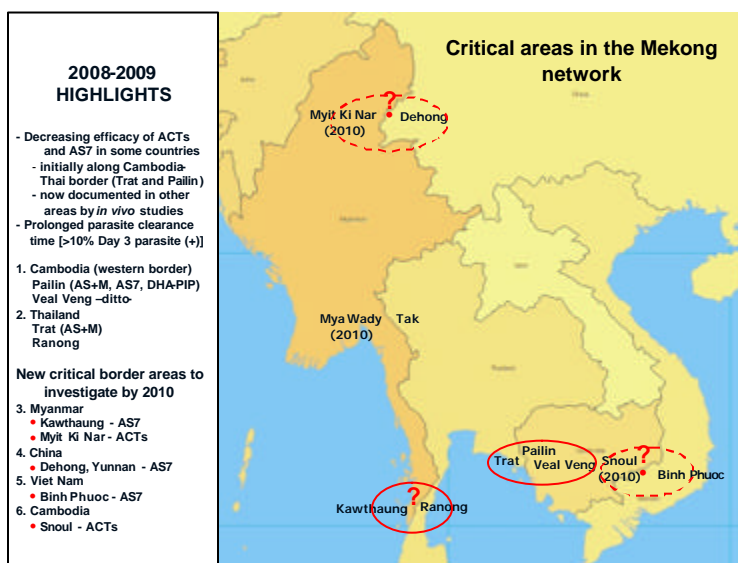 2008-2009
HIGHLIGHTS
- Decreasing efficacy of ACTs
and AS7 in some countries
- initially along Cambodia-
Thai border (Trat and Pailin)
- now documented in other
areas by in vivo studies
- Prolonged parasite clearance
time [>10% Day 3 parasite (+)]
1. Cambodia (western border)
Pailin (AS+M, AS7, DHA-PIP)
Veal Veng –ditto-
2. Thailand
Trat (AS+M)
Ranong
New critical border areas to
investigate by 2010
3. Myanmar
• Kawthaung - AS7
• Myit Ki Nar - ACTs
4. China
• Dehong, Yunnan - AS7
5. Viet Nam
• Binh Phuoc - AS7
6. Cambodia
• Snoul - ACTs
Critical areas in the Mekong
network
?
Myit Ki Nar
(2010)
Dehong
China
Myanmar
Mya Wady
(2010)
Tak
Thailand
Trat
Pailin
Veal Veng
Snoul
(2010)
?
Binh Phuoc
Kawthaung
?
Ranong